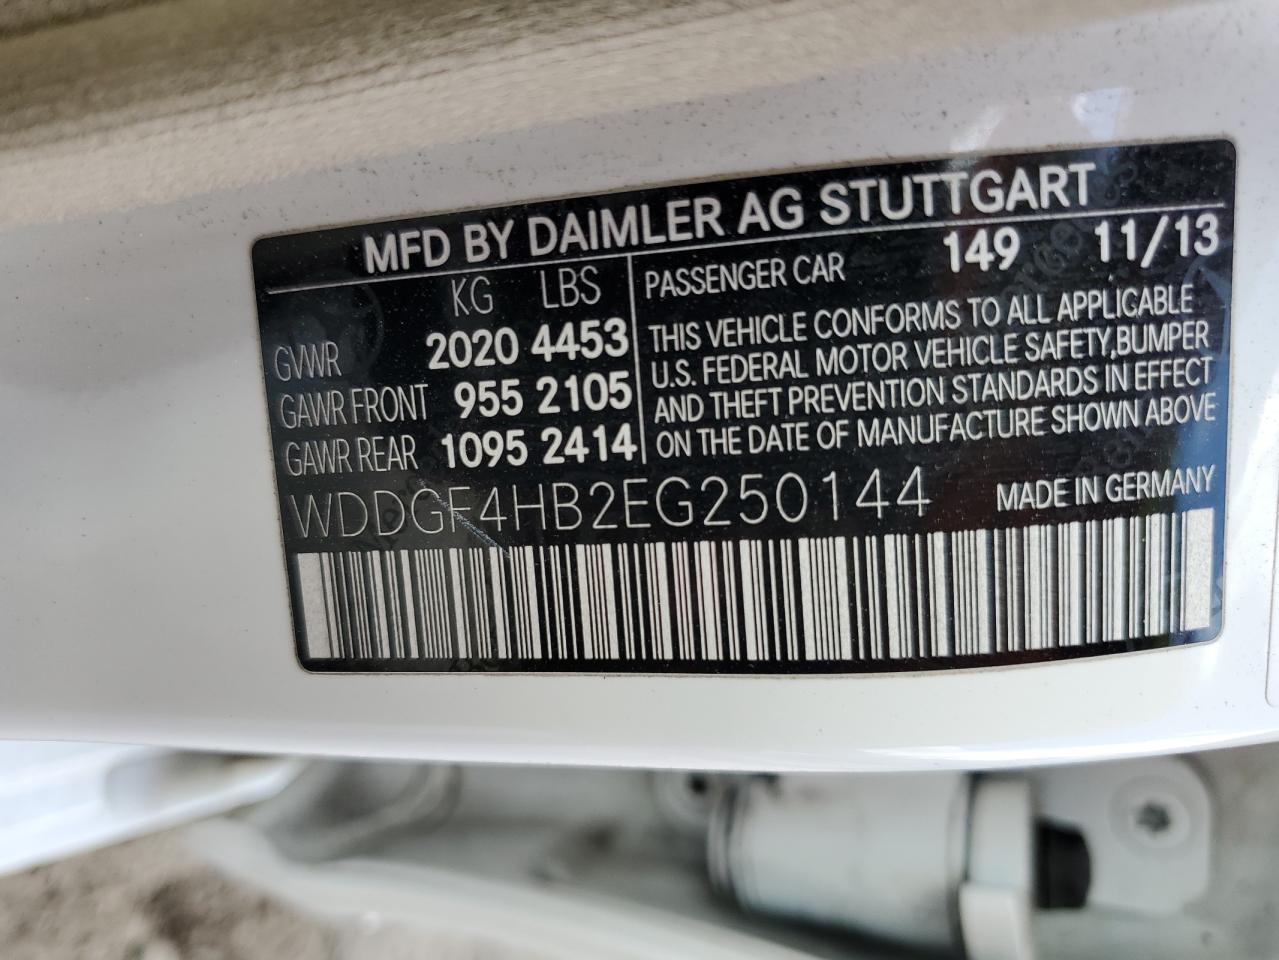 MFD BY DAIMLER AG STUTTGART
KG LBS
GVWR 2020 4453
GAWR FRONT 955 2105
GAWR REAR 1095 2414
PASSENGER CAR 149 11/13
THIS VEHICLE CONFORMS TO ALL APPLICABLE
U.S. FEDERAL MOTOR VEHICLE SAFETY,BUMPER
AND THEFT PREVENTION STANDARDS IN EFFECT
ON THE DATE OF MANUFACTURE SHOWN ABOVE
WDDGF4HB2EG250144 MADE IN GERMANY